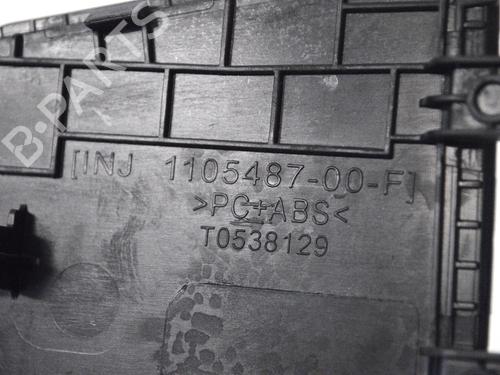 B-PARTS
[INJ 1105487-00-F]
>PC+ABS<
T0538129